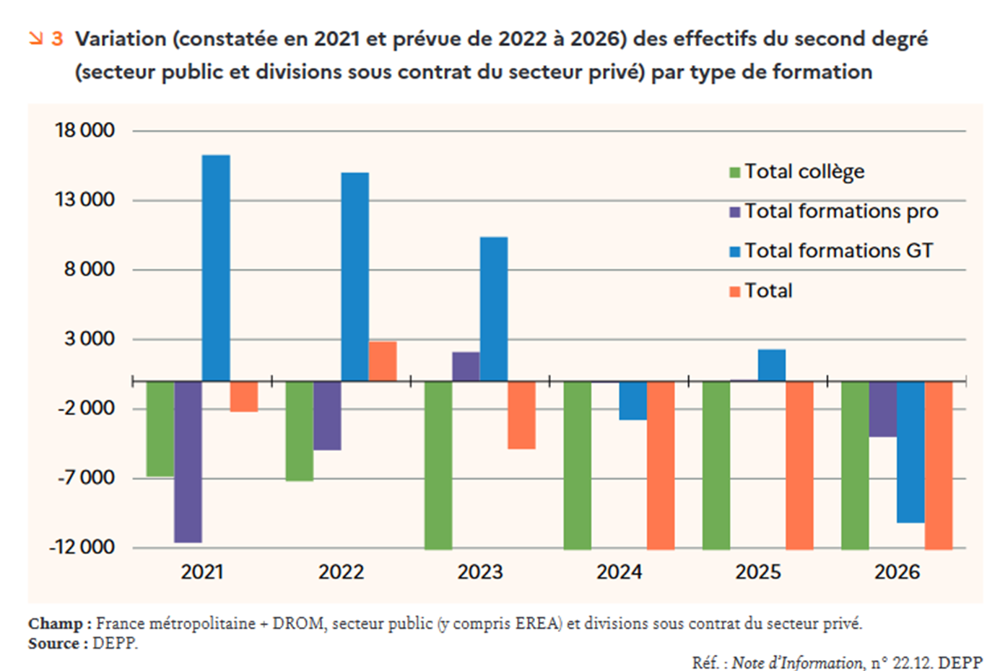 ↘ 3 Variation (constatée en 2021 et prévue de 2022 à 2026) des effectifs du second degré
(secteur public et divisions sous contrat du secteur privé) par type de formation
18 000
13 000
8 000
3 000
-2 000
-7 000
-12 000
Total collège
Total formations pro
Total formations GT
Total
2021 2022 2023 2024 2025 2026
Champ : France métropolitaine + DROM, secteur public (y compris EREA) et divisions sous contrat du secteur privé.
Source : DEPP.
Réf. : Note d'Information, n° 22.12. DEPP